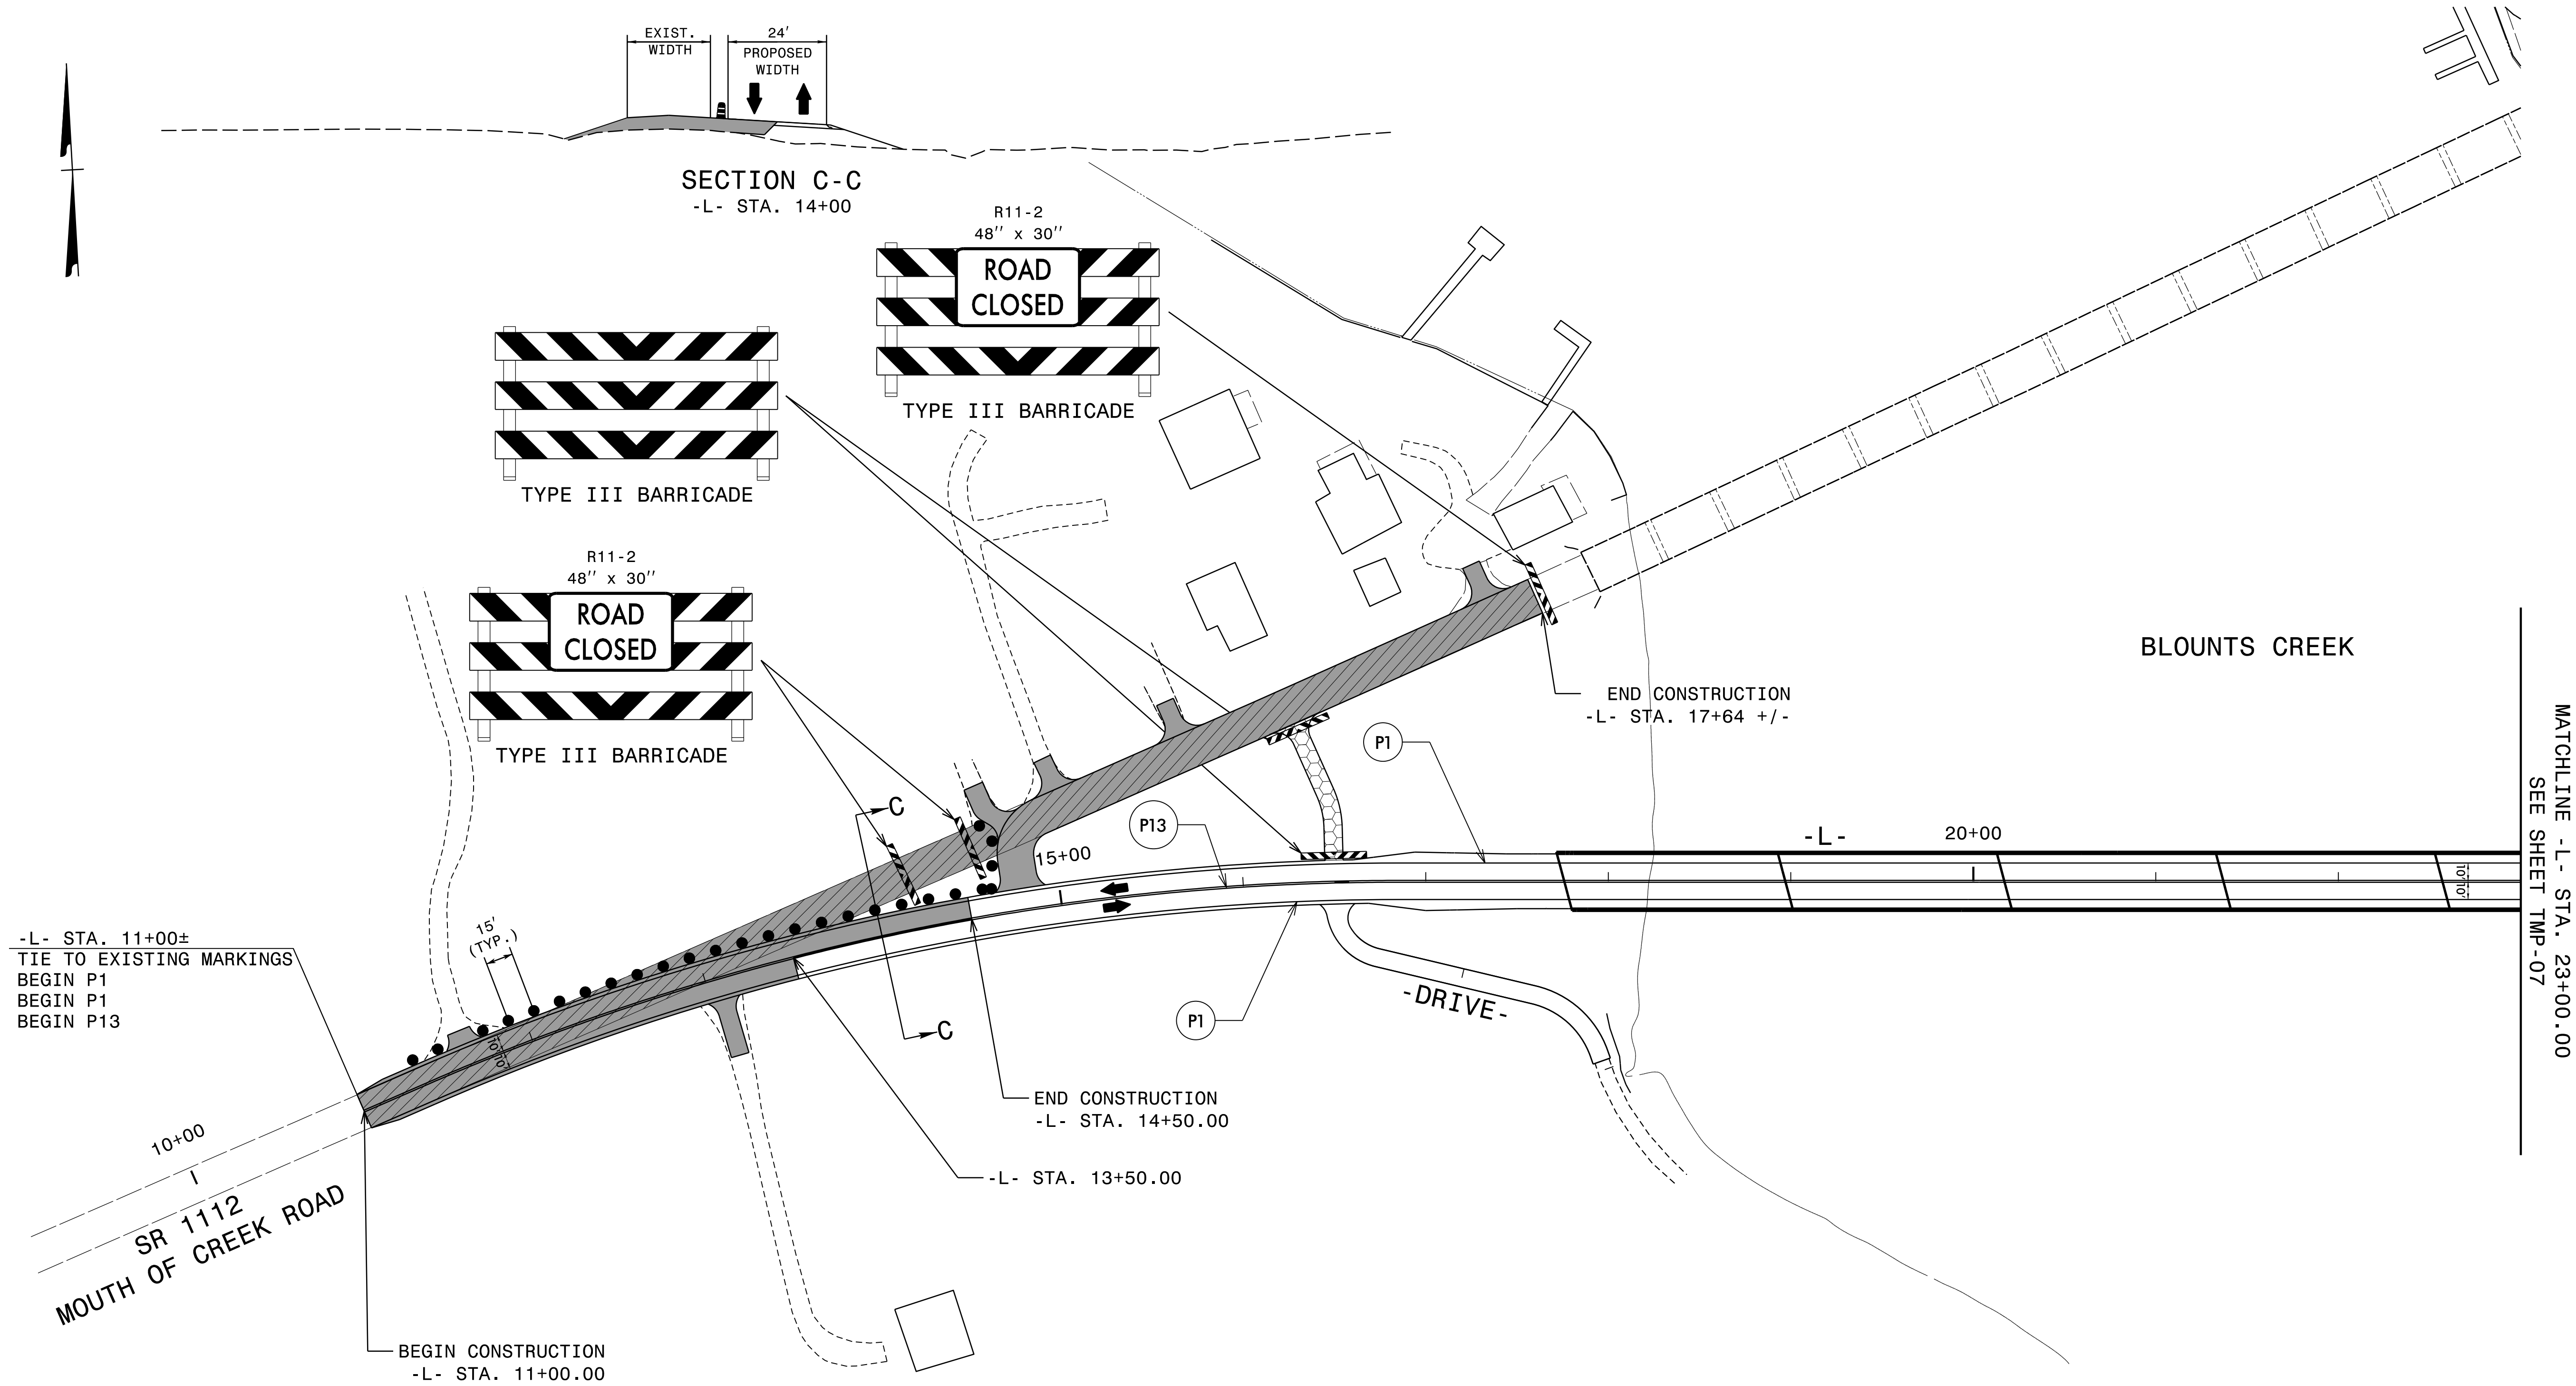 EXIST.
WIDTH
24'
PROPOSED
WIDTH
SECTION C-C
-L- STA. 14+00
R11-2
48'' x 30''
ROAD
CLOSED
TYPE III BARRICADE
TYPE III BARRICADE
R11-2
48'' x 30''
ROAD
CLOSED
TYPE III BARRICADE
BLOUNTS CREEK
END CONSTRUCTION
-L- STA. 17+64 +/-
P1
P13
C
15+00
-L-
20+00
10'
10'
MATCHLINE -L- STA. 23+00.00
SEE SHEET TMP-07
15'
(TYP.)
-L- STA. 11+00±
TIE TO EXISTING MARKINGS
BEGIN P1
BEGIN P1
BEGIN P13
10'
10'
-DRIVE-
P1
C
END CONSTRUCTION
-L- STA. 14+50.00
-L- STA. 13+50.00
10+00
SR 1112
MOUTH OF CREEK ROAD
BEGIN CONSTRUCTION
-L- STA. 11+00.00